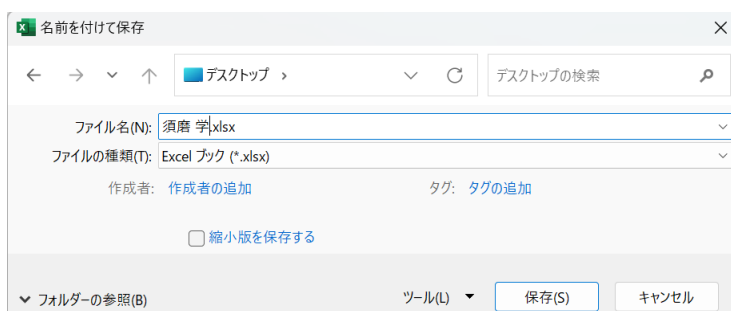 名前を付けて保存
デスクトップ
デスクトップの検索
ファイル名(N): 須磨 学.xlsx
ファイルの種類(T): Excel ブック (*.xlsx)
作成者: 作成者の追加 タグ: タグの追加
縮小版を保存する
フォルダーの参照(B) ツール(L) 保存(S) キャンセル